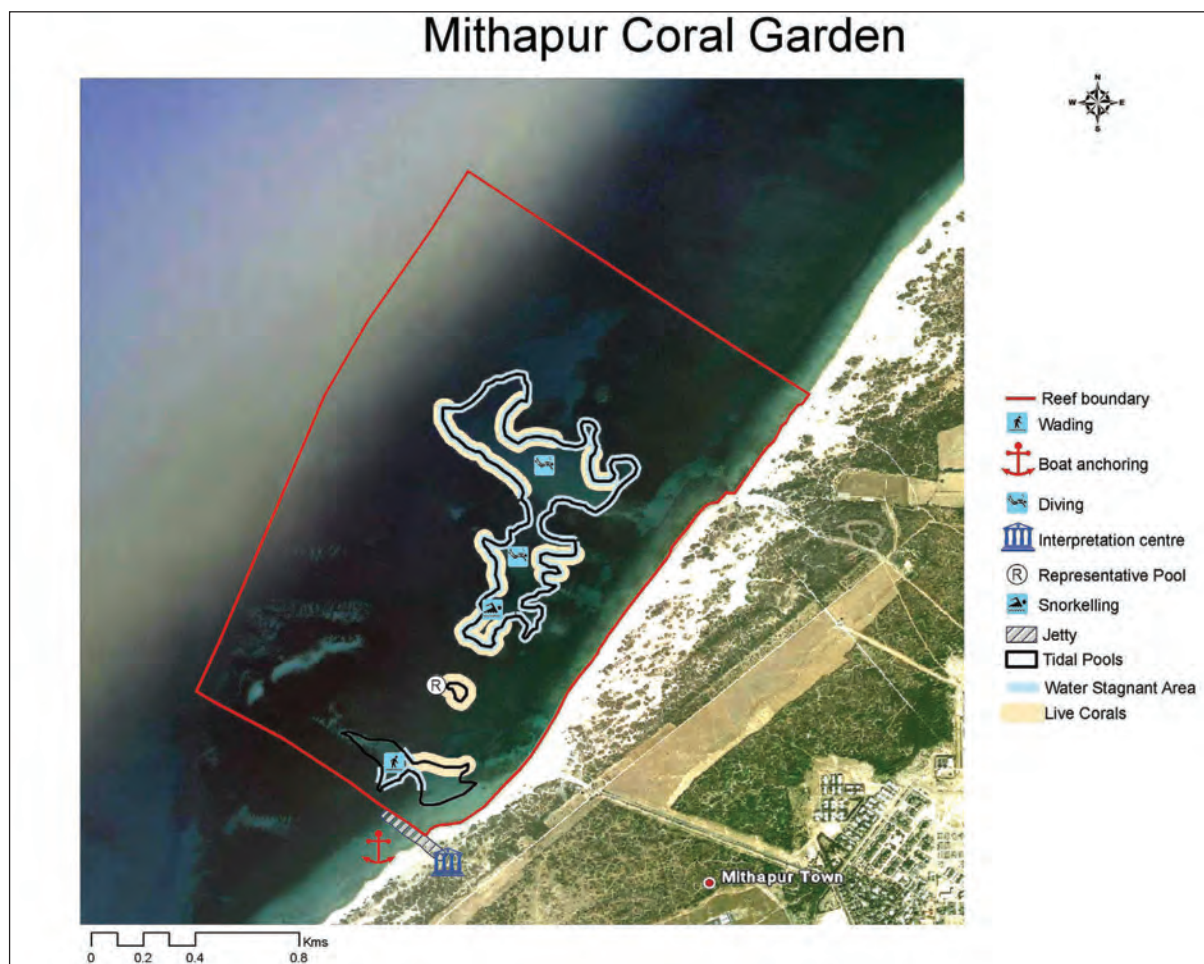 Mithapur Coral Garden
N
W E
S
Reef boundary
Wading
Boat anchoring
Diving
Interpretation centre
R Representative Pool
Snorkelling
Jetty
Tidal Pools
Water Stagnant Area
Live Corals
R
Mithapur Town
Kms
0 0.2 0.4 0.8